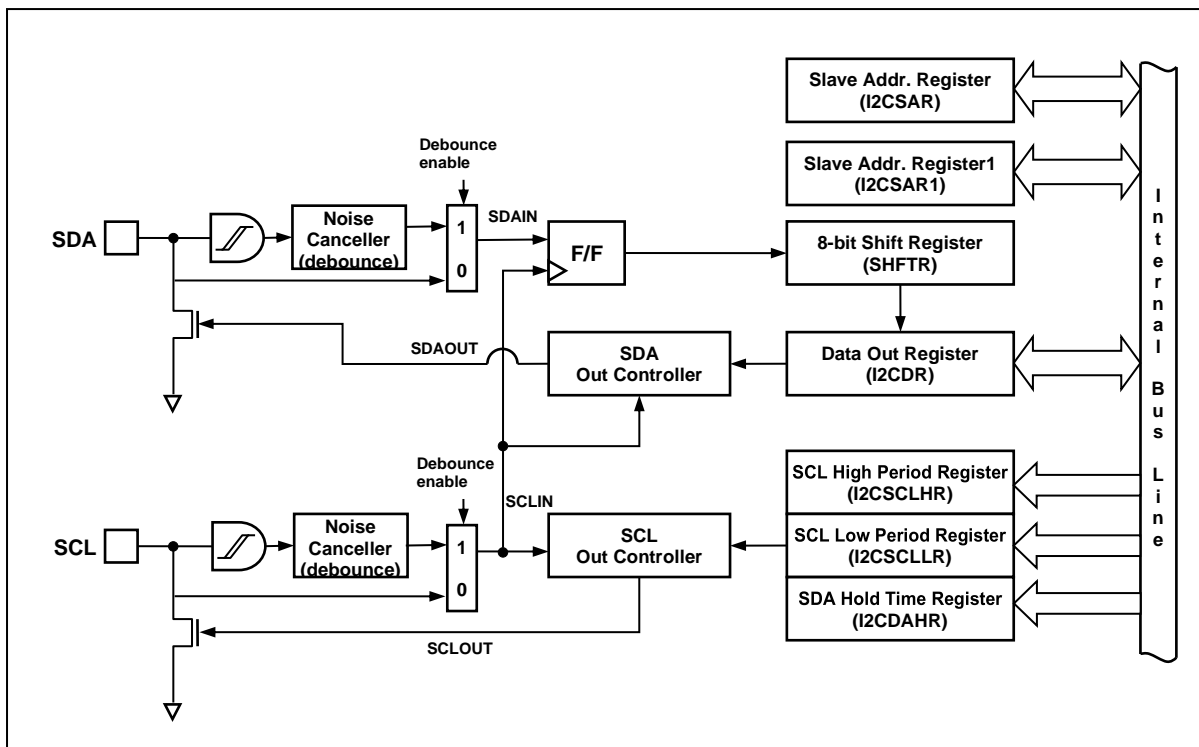 Slave Addr. Register
(I2CSAR)
Slave Addr. Register1
(I2CSAR1)
Debounce
enable
SDA
Noise
Canceller
(debounce)
1
0
SDAIN
F/F
8-bit Shift Register
(SHFTR)
SDAOUT
SDA
Out Controller
Data Out Register
(I2CDR)
Debounce
enable
SCL
Noise
Canceller
(debounce)
1
0
SCLIN
SCL
Out Controller
SCL High Period Register
(I2CSCLHR)
SCL Low Period Register
(I2CSCLLR)
SDA Hold Time Register
(I2CDAHR)
SCLOUT
Internal Bus Line